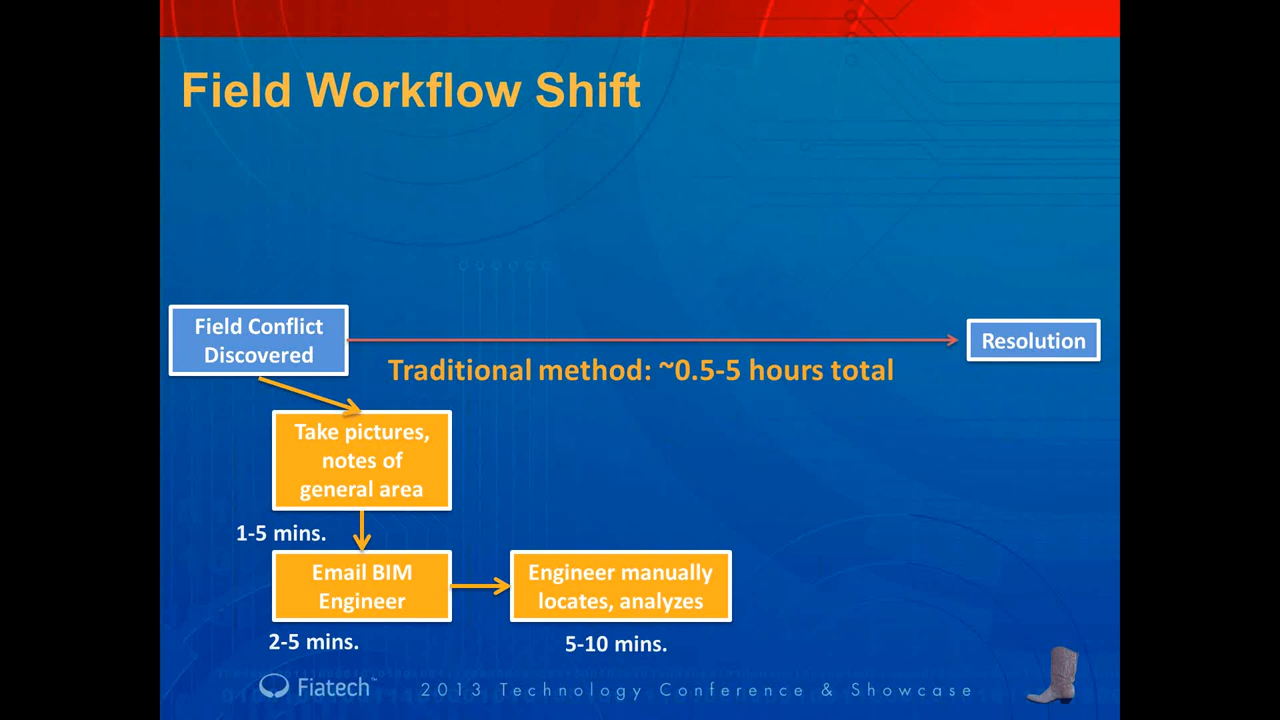 Field Workflow Shift
Field Conflict
Discovered
Resolution
Traditional method: ~0.5-5 hours total
Take pictures,
notes of
general area
1-5 mins.
Email BIM
Engineer
Engineer manually
locates, analyzes
2-5 mins.
5-10 mins.
Fiatech™
2013 Technology Conference & Showcase